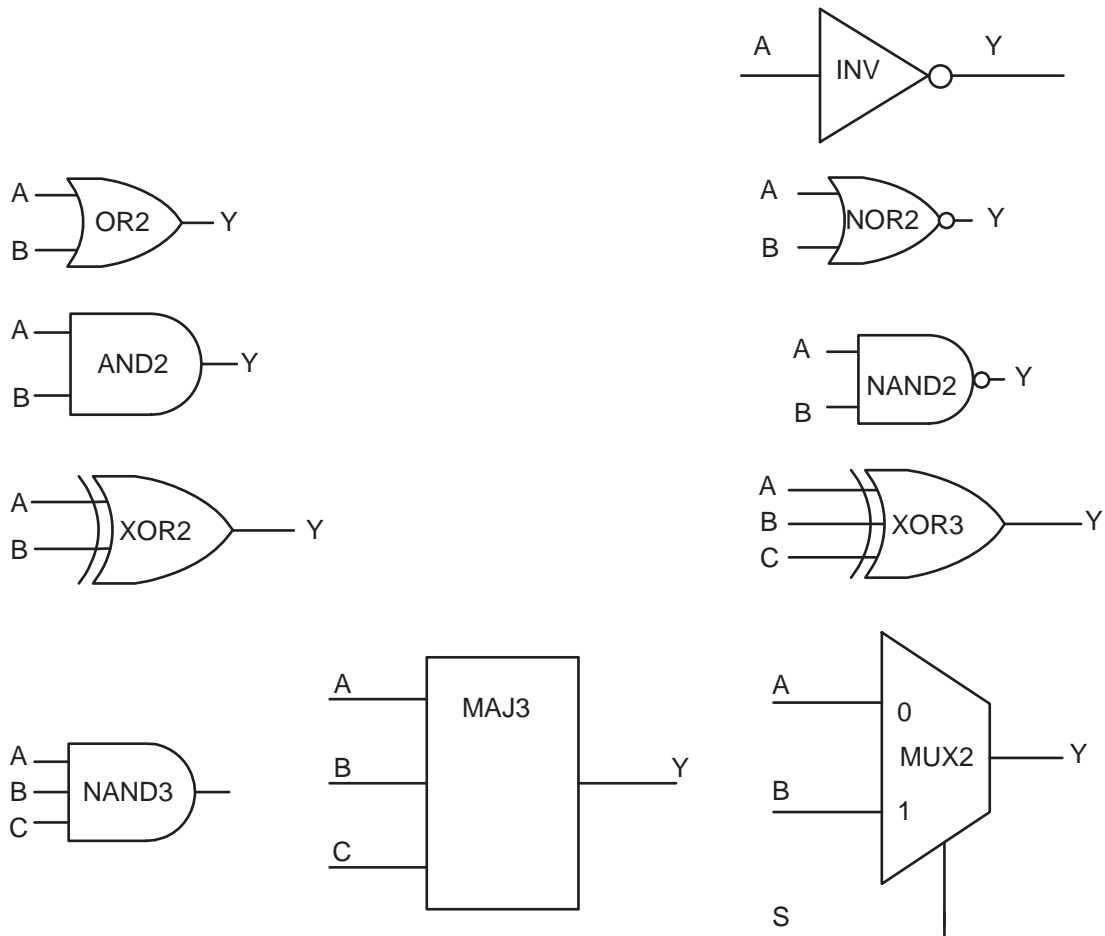 A INV Y
A OR2 Y
B
A NOR2 Y
B
A AND2 Y
B
A NAND2 Y
B
A XOR2 Y
B
A XOR3 Y
B
C
A
B NAND3
C
A MAJ3
B Y
C
A 0
MUX2 Y
B 1
S